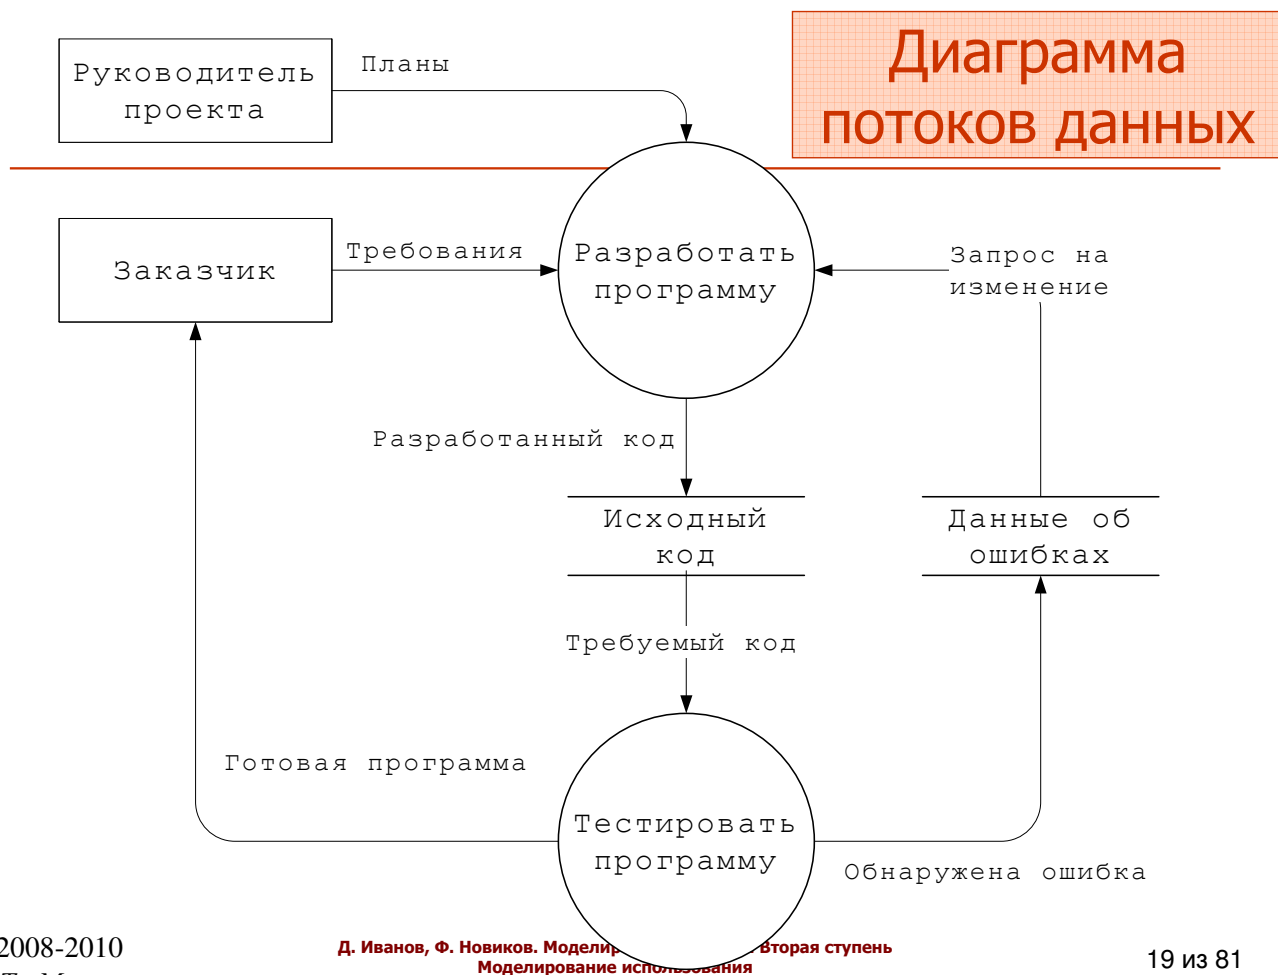 Диаграмма
потоков данных
Руководитель
проекта
Планы
Заказчик
Требования
Разработать
программу
Запрос на
изменение
Разработанный код
Исходный
код
Данные об
ошибках
Требуемый код
Готовая программа
Тестировать
программу
Обнаружена ошибка
2008-2010
Д. Иванов, Ф. Новиков. Вторая ступень
Моделирование использования
19 из 81